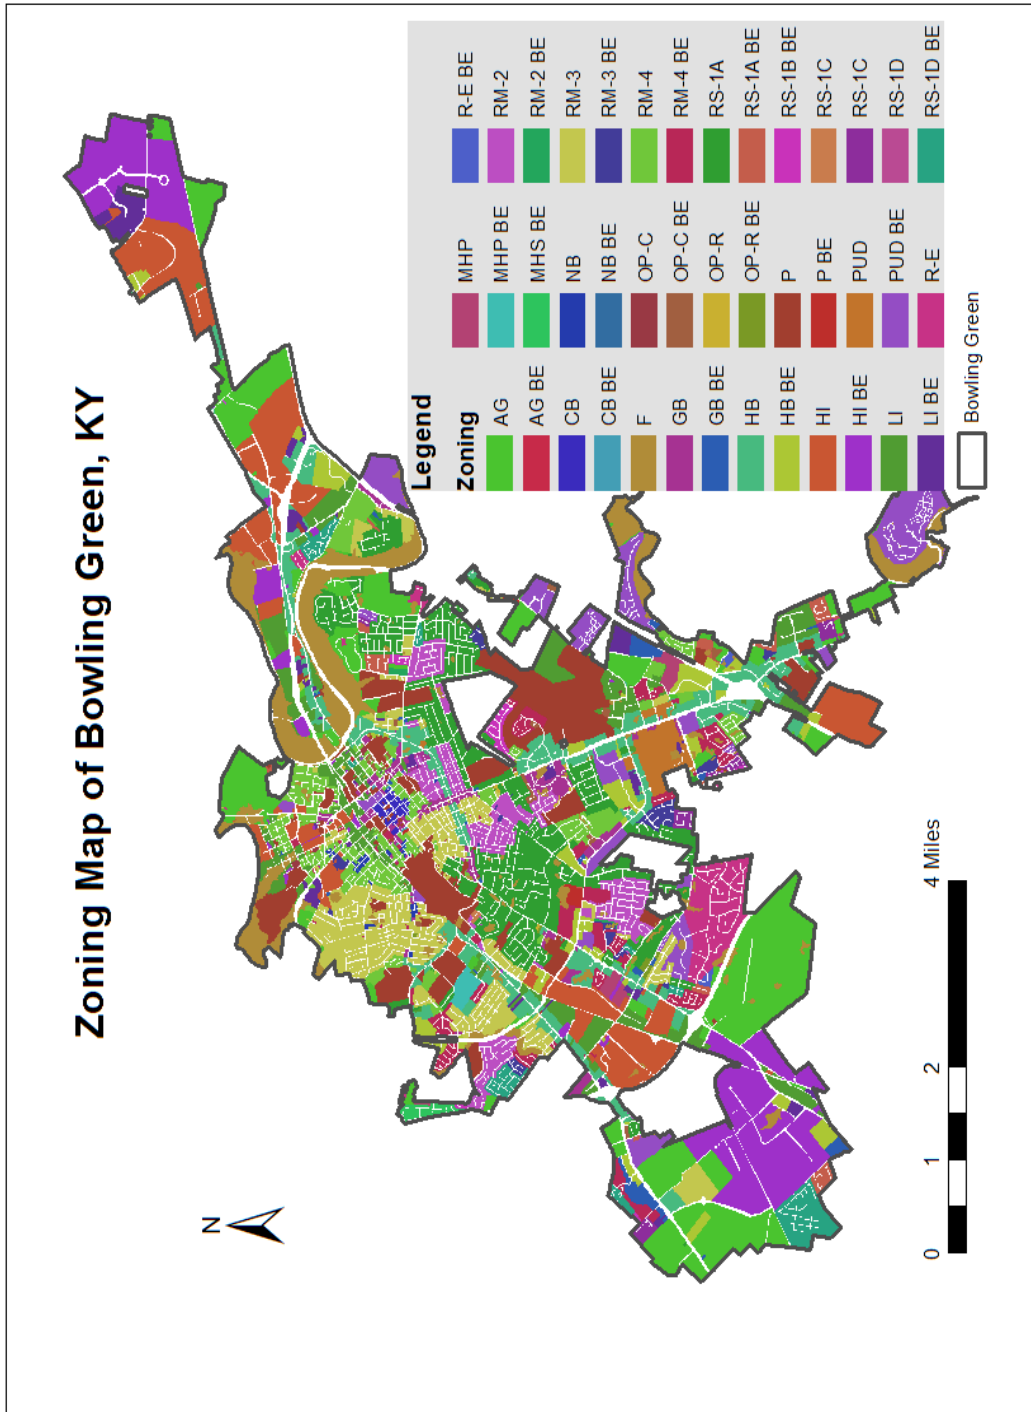 Zoning Map of Bowling Green, KY
N
Legend
Zoning
AG
AG BE
CB
CB BE
F
GB
GB BE
HB
HB BE
HI
HI BE
LI
LI BE
MHP
MHP BE
MHS BE
NB
NB BE
OP-C
OP-C BE
OP-R
OP-R BE
P
P BE
PUD
PUD BE
R-E
R-E BE
RM-2
RM-2 BE
RM-3
RM-3 BE
RM-4
RM-4 BE
RS-1A
RS-1A BE
RS-1B BE
RS-1C
RS-1C
RS-1D
RS-1D BE
Bowling Green
0 1 2 4 Miles